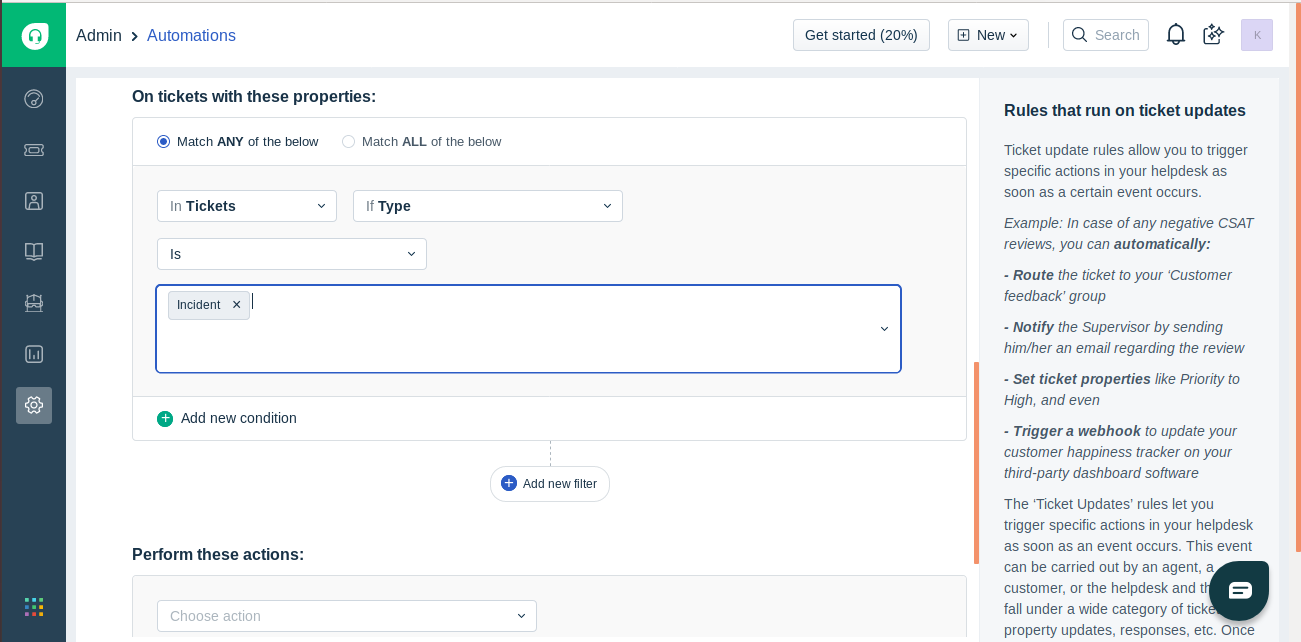 Admin > Automations
Get started (20%)
New
Search
K
On tickets with these properties:
Match ANY of the below
Match ALL of the below
In Tickets
If Type
Is
Incident ×
Add new condition
Add new filter
Perform these actions:
Choose action
Rules that run on ticket updates
Ticket update rules allow you to trigger
specific actions in your helpdesk as
soon as a certain event occurs.
Example: In case of any negative CSAT
reviews, you can automatically:
- Route the ticket to your ‘Customer
feedback’ group
- Notify the Supervisor by sending
him/her an email regarding the review
- Set ticket properties like Priority to
High, and even
- Trigger a webhook to update your
customer happiness tracker on your
third-party dashboard software
The ‘Ticket Updates’ rules let you
trigger specific actions in your helpdesk
as soon as an event occurs. This event
can be carried out by an agent, a
customer, or the helpdesk and
fall under a wide category of
property updates, responses, etc. Once